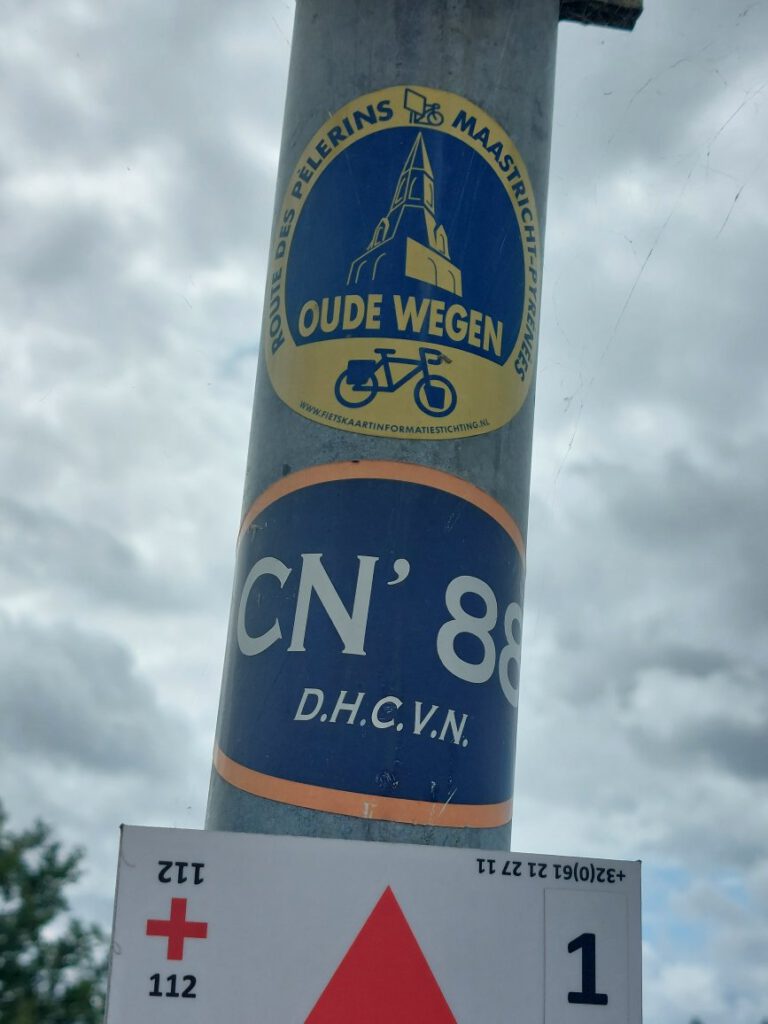 ROUTE DES PÈLERINS MAASTRICHT-PYRENEES
OUDE WEGEN
WWW.FIETSKAARTINFORMATIESTICHTING.NL
CN' 88
D.H.C.V.N.
112
+32(0)61 21 27 11
112
1